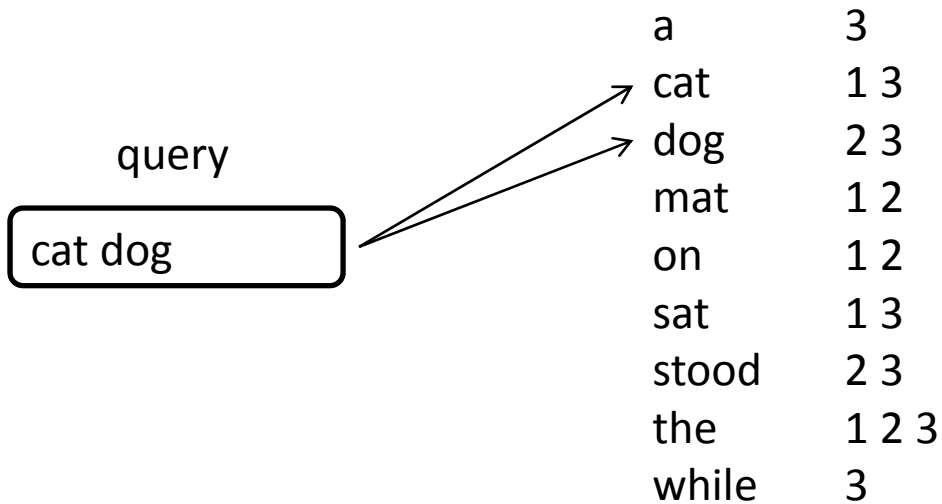 query
cat dog
a 3
cat 1 3
dog 2 3
mat 1 2
on 1 2
sat 1 3
stood 2 3
the 1 2 3
while 3